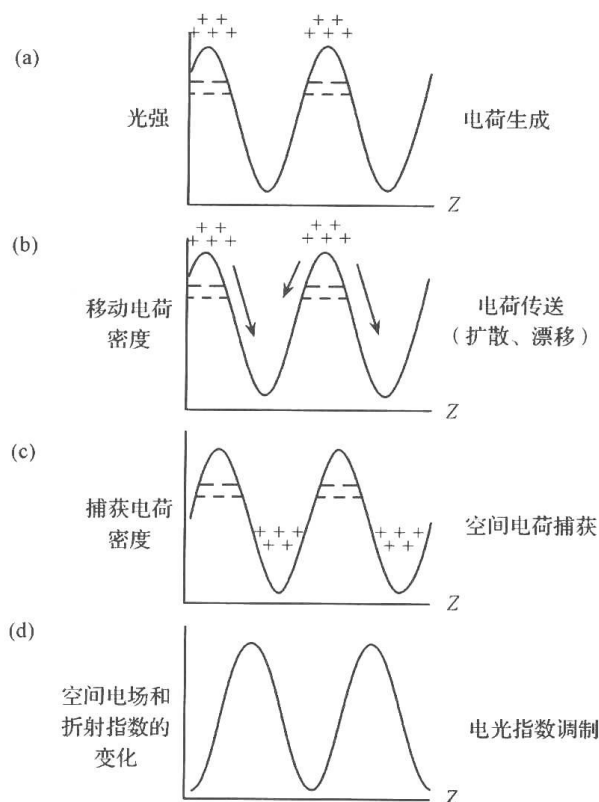 (a)
+ +
+ + +
+ +
+ + +
光强
电荷生成
Z
(b)
+ +
+ + +
+ +
+ + +
移动电荷
密度
电荷传送
（扩散、漂移）
Z
(c)
捕获电荷
密度
+ + +
+ +
+ + +
+ +
空间电荷捕获
Z
(d)
空间电场和
折射指数的
变化
电光指数调制
Z